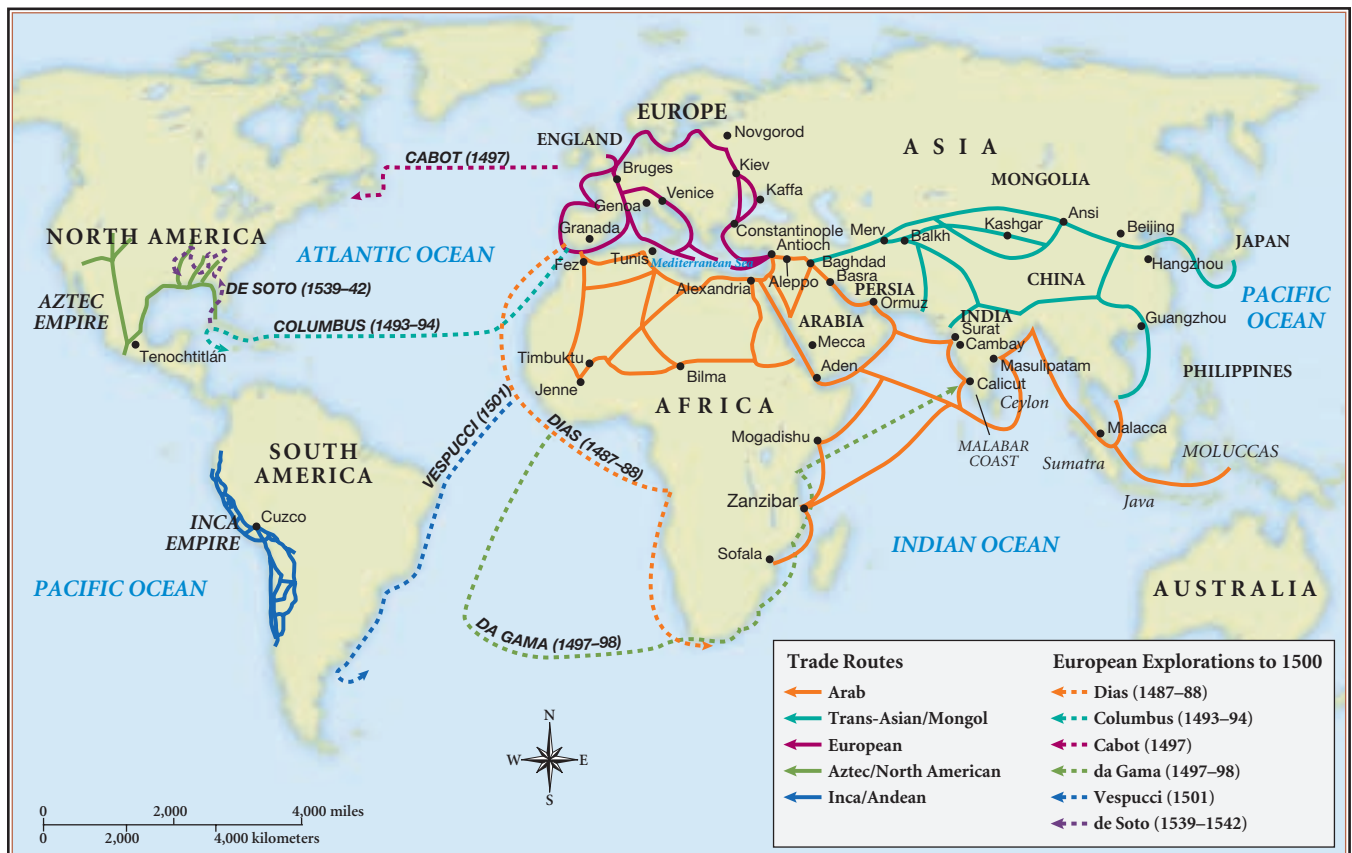 EUROPE
Novgorod
ENGLAND
ASIA
CABOT (1497)
Bruges
Kiev
MONGOLIA
Venice
Kaffa
Genoa
Ansi
Granada
Constantinople
Merv
Kashgar
Beijing
NORTH AMERICA
ATLANTIC OCEAN
Antioch
Balkh
JAPAN
Tunis
Mediterranean Sea
Baghdad
Fez
Aleppo
Basra
Hangzhou
DE SOTO (1539–42)
Alexandria
PERSIA
CHINA
AZTEC
EMPIRE
Ormuz
PACIFIC
OCEAN
COLUMBUS (1493–94)
ARABIA
INDIA
Guangzhou
Surat
Mecca
Cambay
Tenochtitlán
Timbuktu
Masulipatam
Bilma
Aden
PHILIPPINES
Jenne
Calicut
AFRICA
Ceylon
VESPUCCI (1501)
DIAS (1487–88)
Malacca
Mogadishu
SOUTH
AMERICA
MALABAR
COAST
MOLUCCAS
Sumatra
Zanzibar
Java
INCA
EMPIRE
Cuzco
INDIAN OCEAN
Sofala
PACIFIC OCEAN
AUSTRALIA
DA GAMA (1497–98)
Trade Routes
Arab
Trans-Asian/Mongol
European
Aztec/North American
Inca/Andean
European Explorations to 1500
Dias (1487–88)
Columbus (1493–94)
Cabot (1497)
da Gama (1497–98)
Vespucci (1501)
de Soto (1539–1542)
N
W E
S
0 2,000 4,000 miles
0 2,000 4,000 kilometers